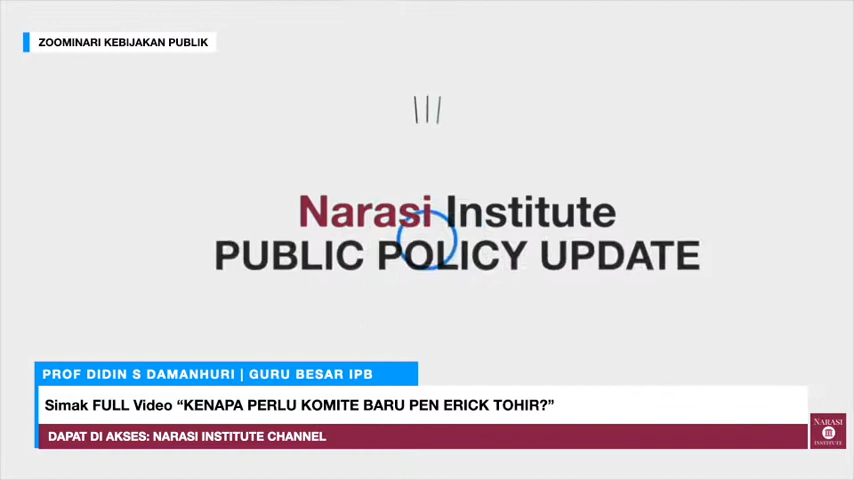 ZOOMINARI KEBIJAKAN PUBLIK
Narasi Institute
PUBLIC POLICY UPDATE
PROF DIDIN S DAMANHURI | GURU BESAR IPB
Simak FULL Video “KENAPA PERLU KOMITE BARU PEN ERICK TOHIR?”
DAPAT DI AKSES: NARASI INSTITUTE CHANNEL
NARASI
INSTITUTE